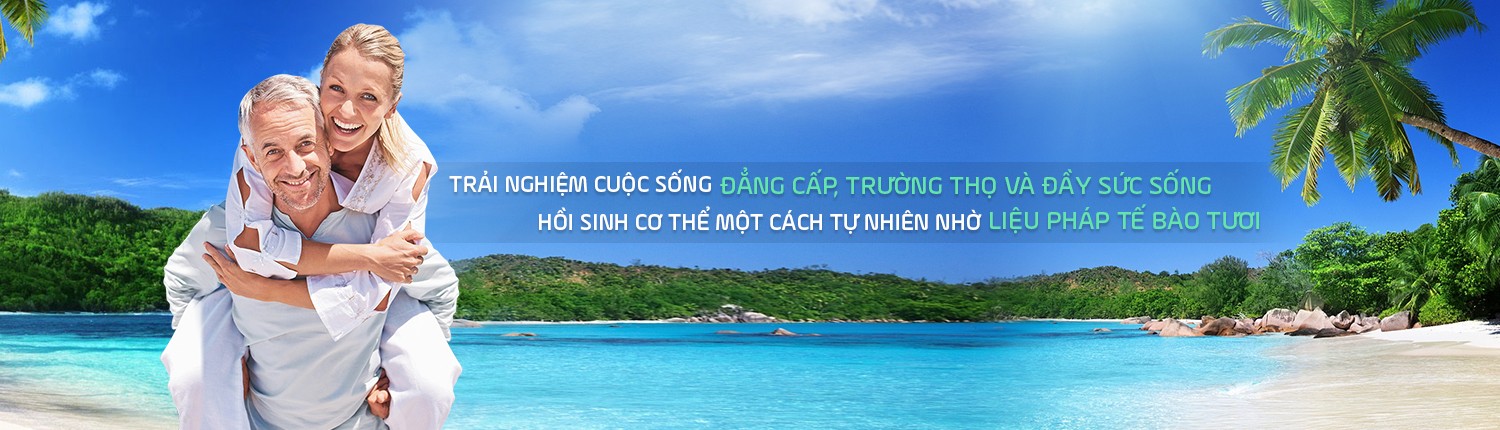 TRẢI NGHIỆM CUỘC SỐNG ĐẲNG CẤP, TRƯỜNG THỌ VÀ ĐẦY SỨC SỐNG
HỒI SINH CƠ THỂ MỘT CÁCH TỰ NHIÊN NHỜ LIỆU PHÁP TẾ BÀO TƯƠI